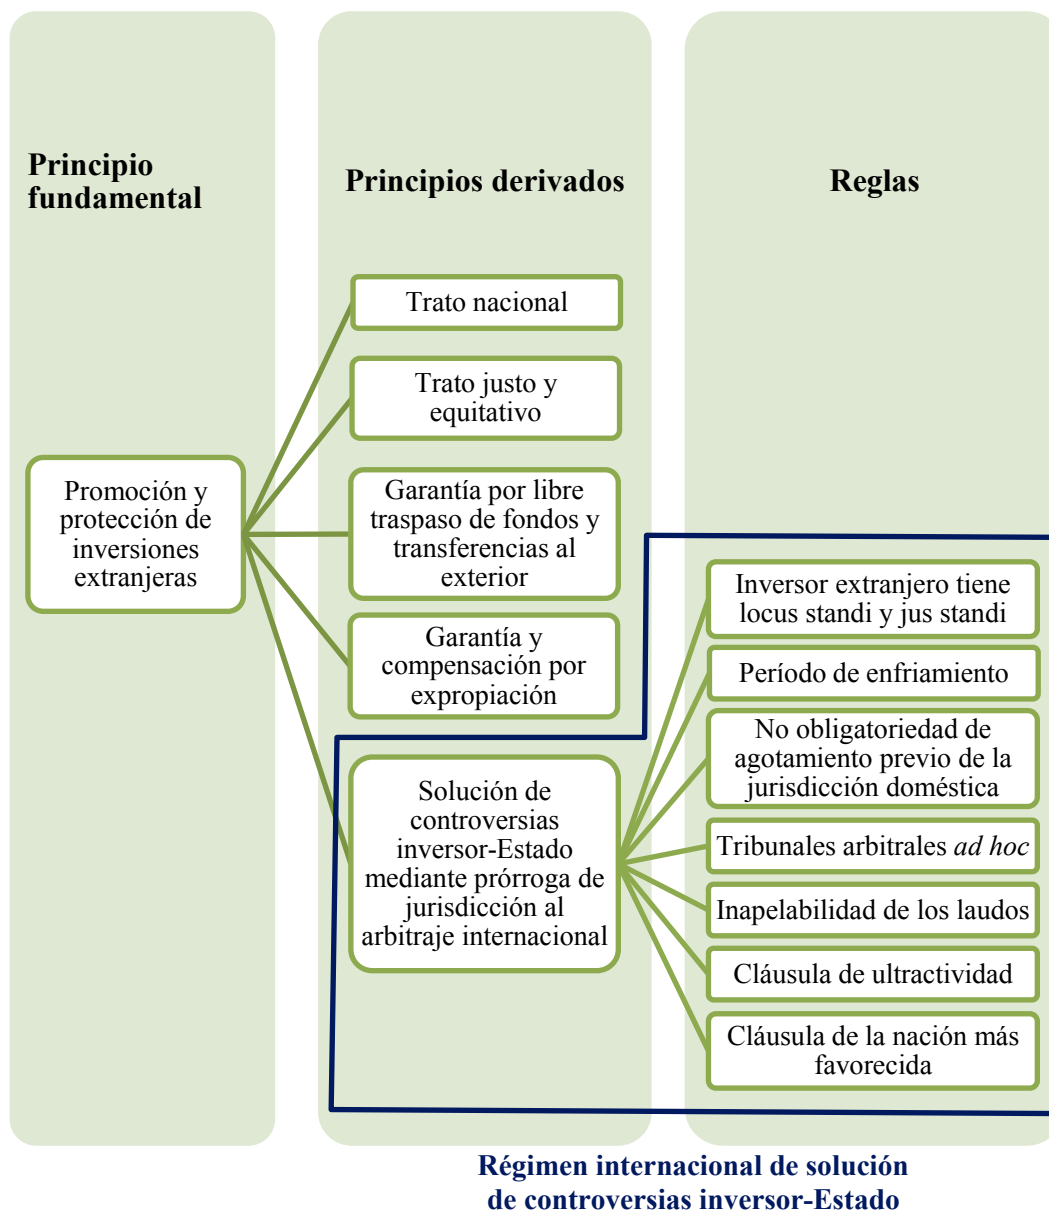 Principio
fundamental
Principios derivados
Reglas
Promoción y
protección de
inversiones
extranjeras
Trato nacional
Trato justo y
equitativo
Garantía por libre
traspaso de fondos y
transferencias al
exterior
Garantía y
compensación por
expropiación
Solución de
controversias
inversor-Estado
mediante prórroga de
jurisdicción al
arbitraje internacional
Inversor extranjero tiene
locus standi y jus standi
Período de enfriamiento
No obligatoriedad de
agotamiento previo de la
jurisdicción doméstica
Tribunales arbitrales ad hoc
Inapelabilidad de los laudos
Cláusula de ultractividad
Cláusula de la nación más
favorecida
Régimen internacional de solución
de controversias inversor-Estado